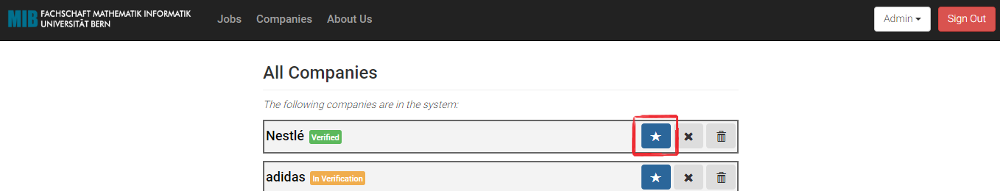 MIB FACHSCHAFT MATHEMATIK INFORMATIK
UNIVERSITÄT BERN
Jobs Companies About Us
Admin
Sign Out
All Companies
The following companies are in the system:
Nestlé Verified
adidas In Verification